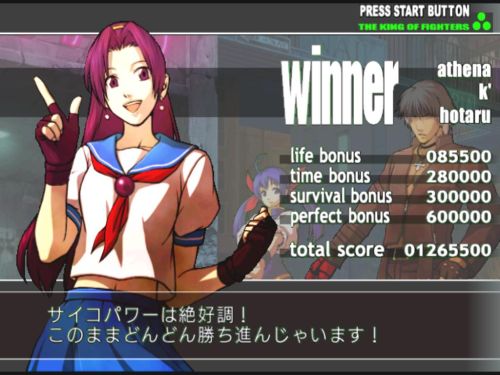 PRESS START BUTTON
THE KING OF FIGHTERS
winner
athena
k'
hotaru
life bonus 085500
time bonus 280000
survival bonus 300000
perfect bonus 600000
total score 01265500
サイコパワーは絶好調！
このままどんどん勝ち進んじゃいます！